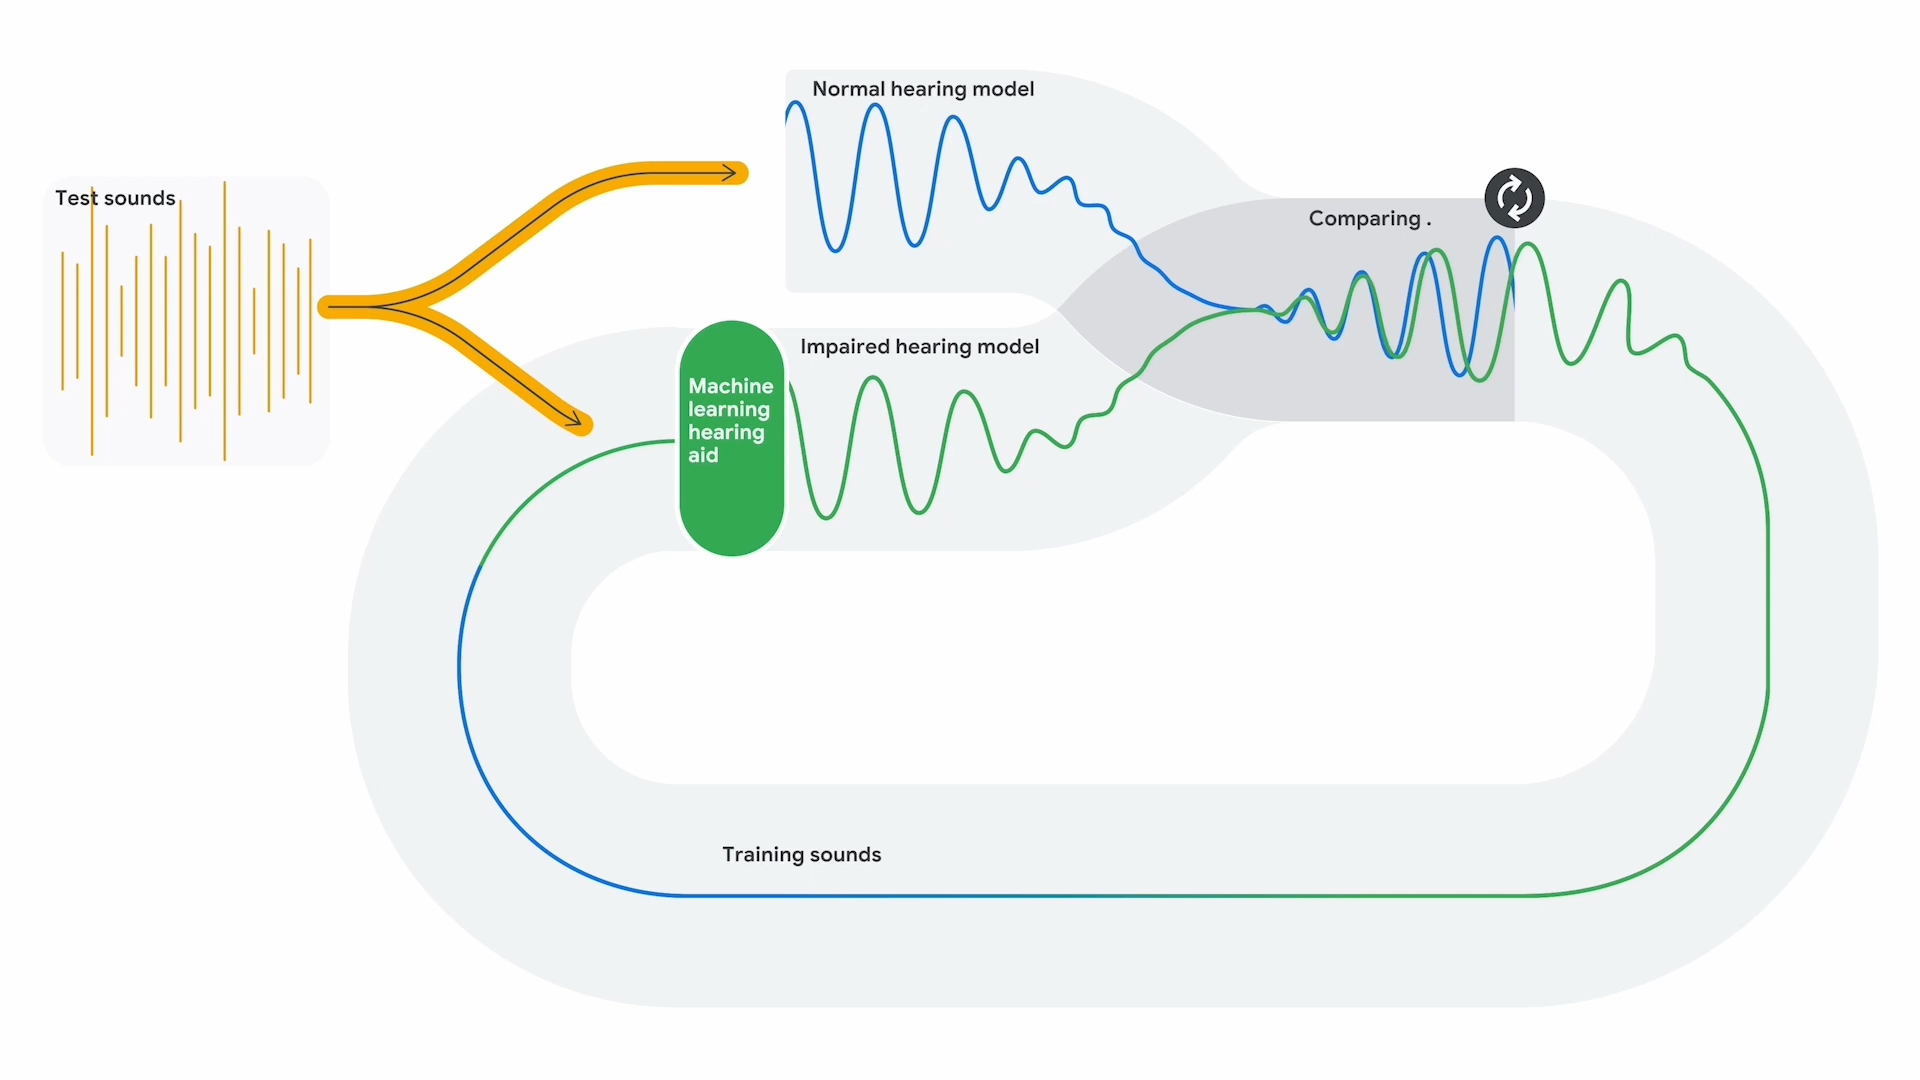 Normal hearing model
Test sounds
Comparing .
Impaired hearing model
Machine
learning
hearing
aid
Training sounds